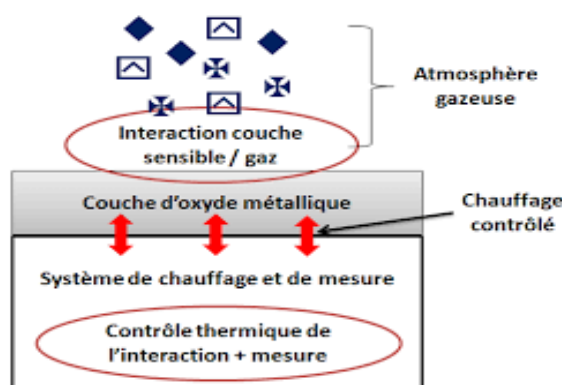 Atmosphère
gazeuse
Interaction couche
sensible / gaz
Couche d'oxyde métallique
Chauffage
contrôlé
Système de chauffage et de mesure
Contrôle thermique de
l'interaction + mesure